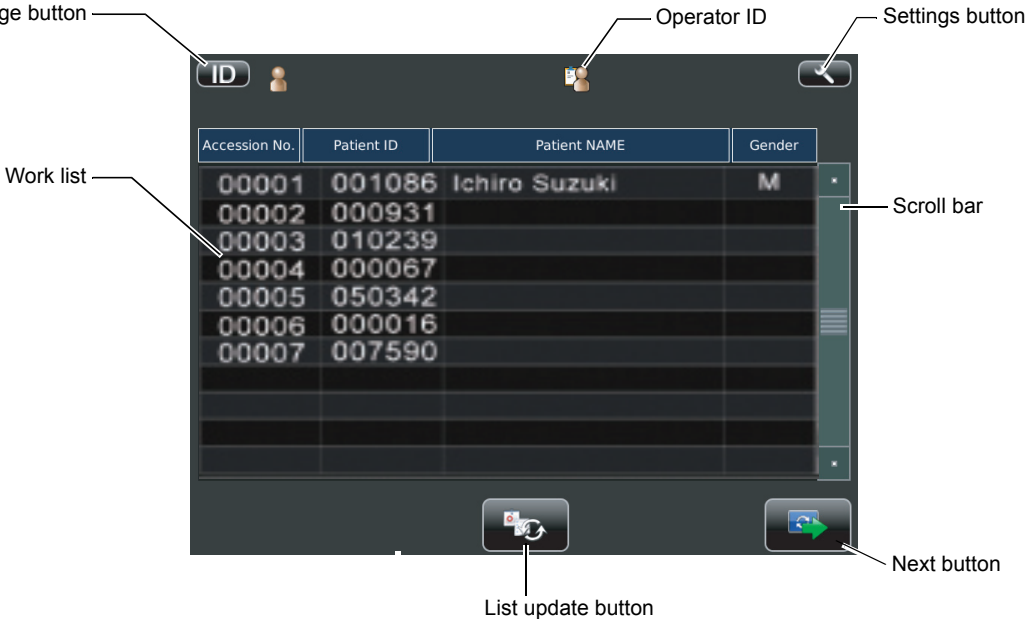 ge button
Operator ID
Settings button
ID
Accession No. Patient ID Patient NAME Gender
Work list
00001 001086 Ichiro Suzuki M
00002 000931
Scroll bar
00003 010239
00004 000067
00005 050342
00006 000016
00007 007590
Next button
List update button